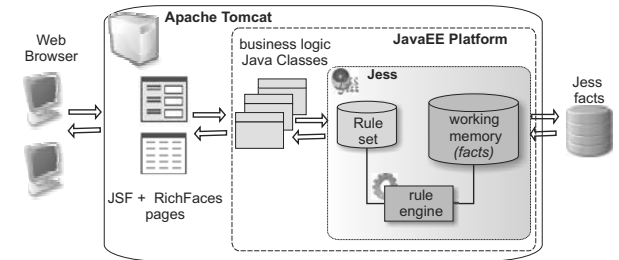 Apache Tomcat
Web
Browser
business logic
Java Classes
JavaEE Platform
Jess
Jess
facts
Rule
set
working
memory
(facts)
rule
engine
JSF + RichFaces
pages